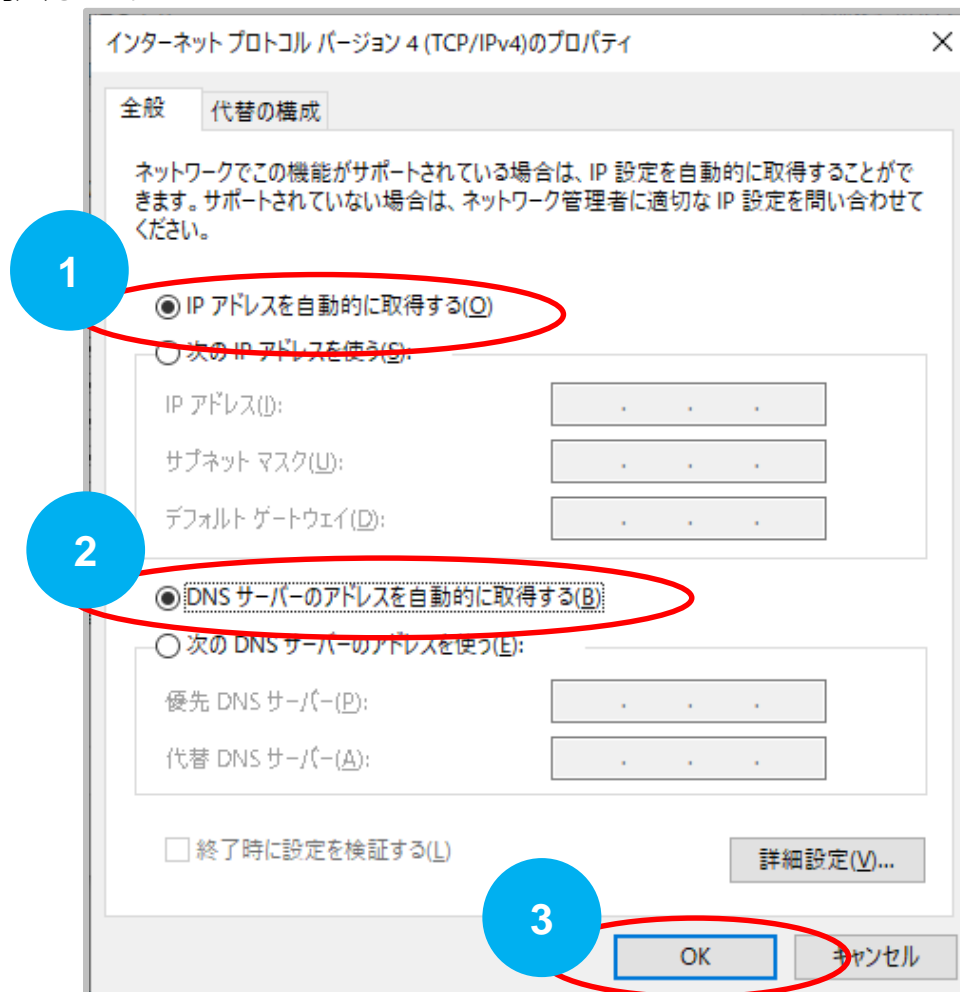 インターネット プロトコル バージョン 4 (TCP/IPv4)のプロパティ
全般 代替の構成
ネットワークでこの機能がサポートされている場合は、IP 設定を自動的に取得することがで
きます。サポートされていない場合は、ネットワーク管理者に適切な IP 設定を問い合わせて
ください。
1
IP アドレスを自動的に取得する(O)
次の IP アドレスを使う(S):
IP アドレス(I):
サブネット マスク(U):
デフォルト ゲートウェイ(D):
2
DNS サーバーのアドレスを自動的に取得する(B)
次の DNS サーバーのアドレスを使う(E):
優先 DNS サーバー(P):
代替 DNS サーバー(A):
終了時に設定を検証する(L)
詳細設定(V)...
3
OK キャンセル